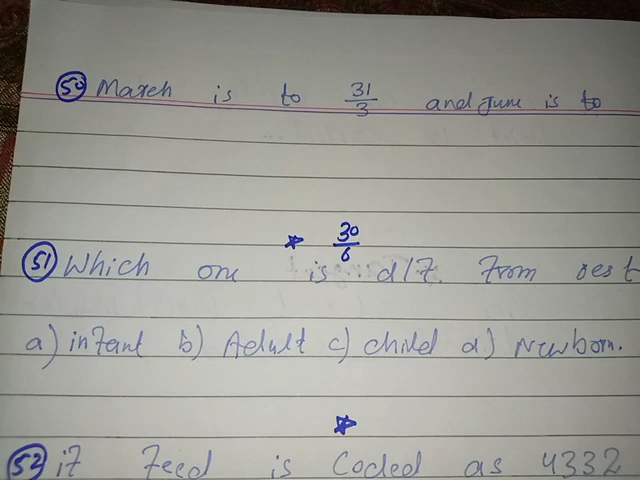 50 March is to 31/3 and June is to
* 30/6
51 Which one is d/f. from rest
a) infant b) Adult c) child d) Newborn.
*
52 if Feed is Coded as 4332